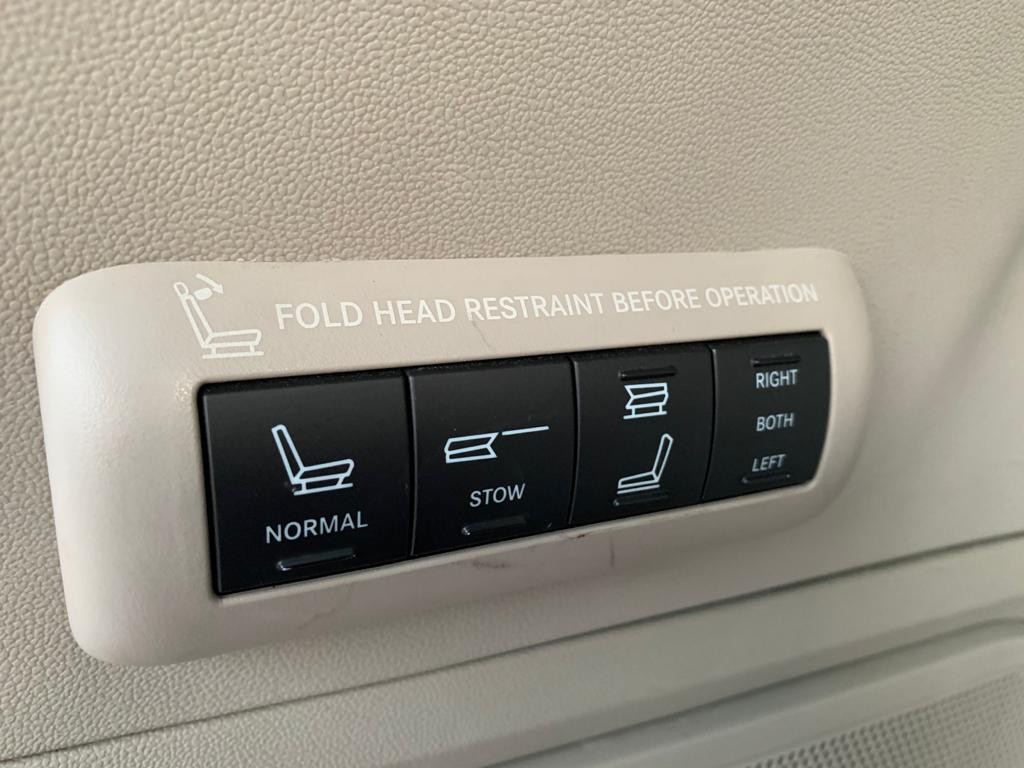 FOLD HEAD RESTRAINT BEFORE OPERATION
NORMAL
STOW
RIGHT
BOTH
LEFT